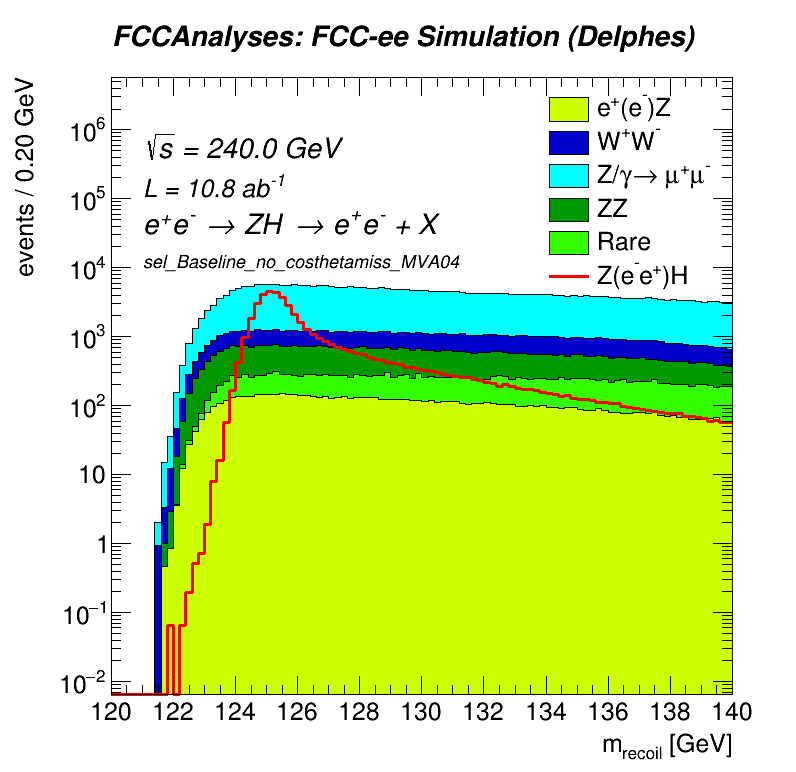 FCCAnalyses: FCC-ee Simulation (Delphes)
events / 0.20 GeV
√s = 240.0 GeV
L = 10.8 ab⁻¹
e⁺e⁻ → ZH → e⁺e⁻ + X
sel_Baseline_no_costhetamiss_MVA04
e⁺(e⁻)Z
W⁺W⁻
Z/γ→ μ⁺μ⁻
ZZ
Rare
Z(e⁻e⁺)H
10⁶
10⁵
10⁴
10³
10²
10
1
10⁻¹
10⁻²
120 122 124 126 128 130 132 134 136 138 140
m_recoil [GeV]